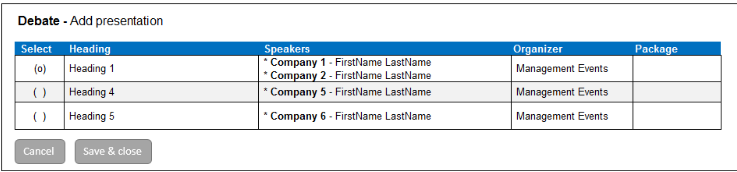 Debate - Add presentation
Select Heading Speakers Organizer Package
(o) Heading 1 * Company 1 - FirstName LastName Management Events
* Company 2 - FirstName LastName
( ) Heading 4 * Company 5 - FirstName LastName Management Events
( ) Heading 5 * Company 6 - FirstName LastName Management Events
Cancel Save & close